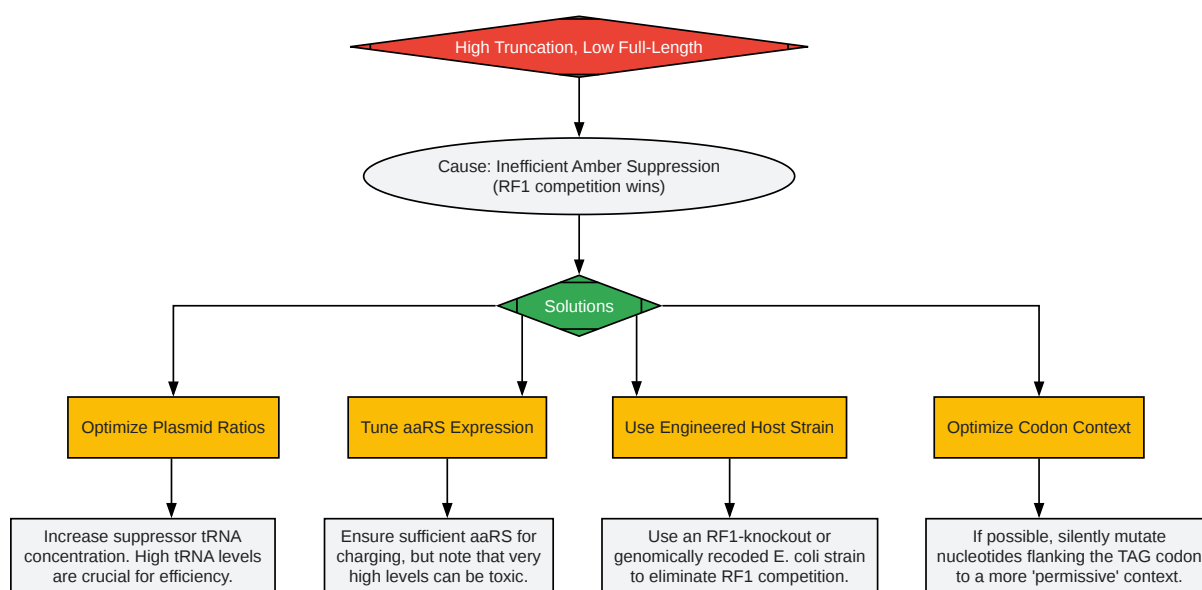 High Truncation, Low Full-Length
Cause: Inefficient Amber Suppression
(RF1 competition wins)
Solutions
Optimize Plasmid Ratios
Tune aaRS Expression
Use Engineered Host Strain
Optimize Codon Context
Increase suppressor tRNA
concentration. High tRNA levels
are crucial for efficiency.
Ensure sufficient aaRS for
charging, but note that very
high levels can be toxic.
Use an RF1-knockout or
genomically recoded E. coli strain
to eliminate RF1 competition.
If possible, silently mutate
nucleotides flanking the TAG codon
to a more 'permissive' context.